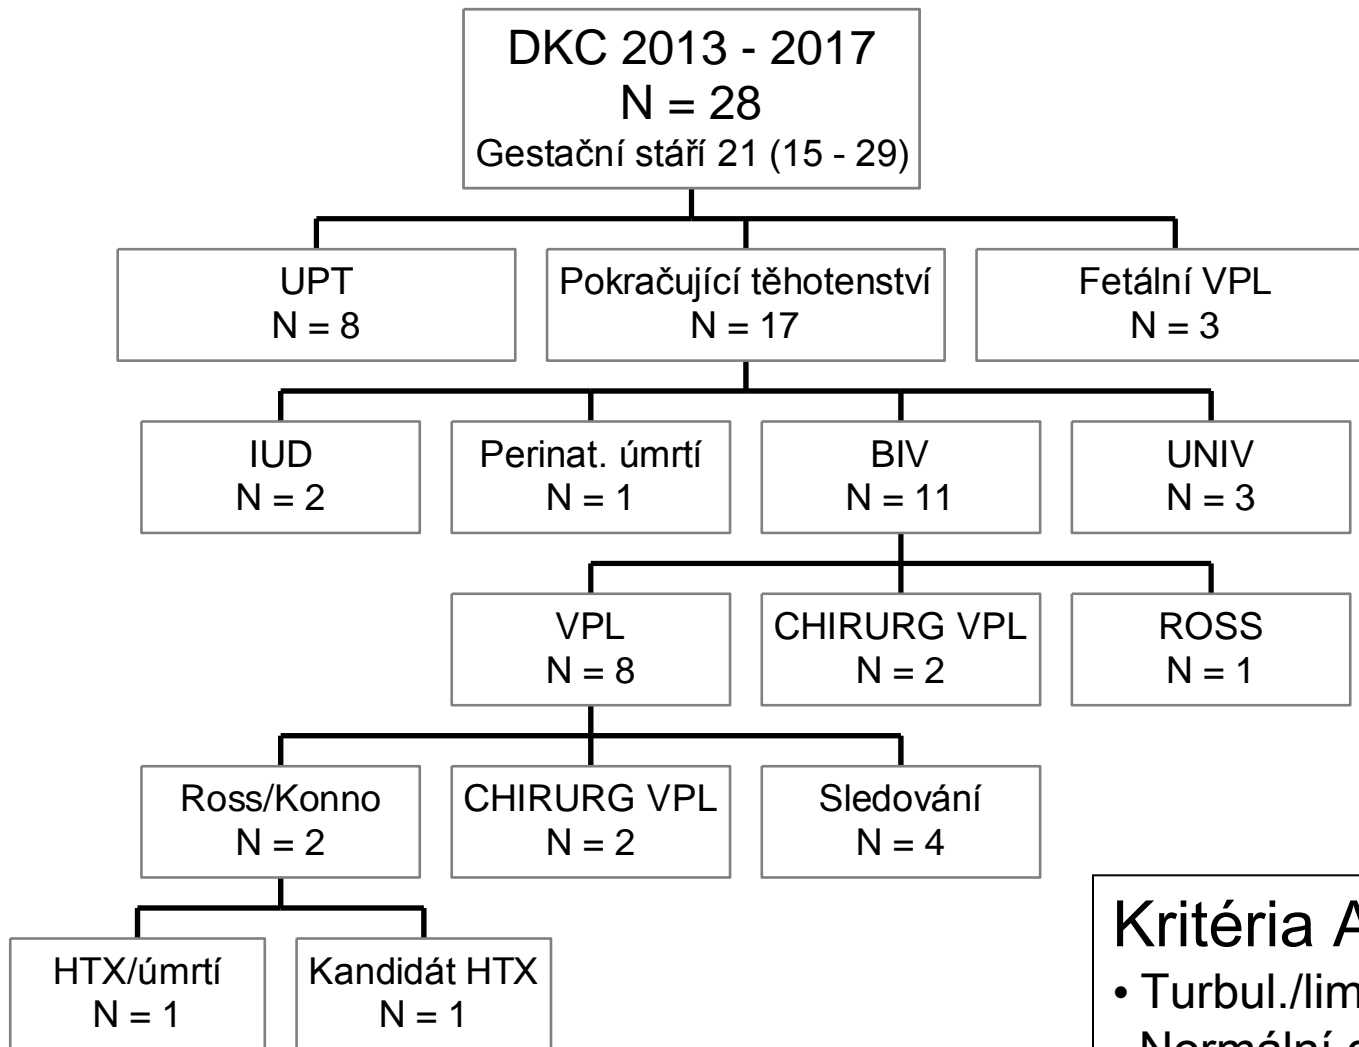 DKC 2013 - 2017
N = 28
Gestační stáří 21 (15 - 29)
UPT
N = 8
Pokračující těhotenství
N = 17
Fetální VPL
N = 3
IUD
N = 2
Perinat. úmrtí
N = 1
BIV
N = 11
UNIV
N = 3
VPL
N = 8
CHIRURG VPL
N = 2
ROSS
N = 1
Ross/Konno
N = 2
CHIRURG VPL
N = 2
Sledování
N = 4
HTX/úmrtí
N = 1
Kandidát HTX
N = 1
Kritéria A
• Turbul./lim
Normální